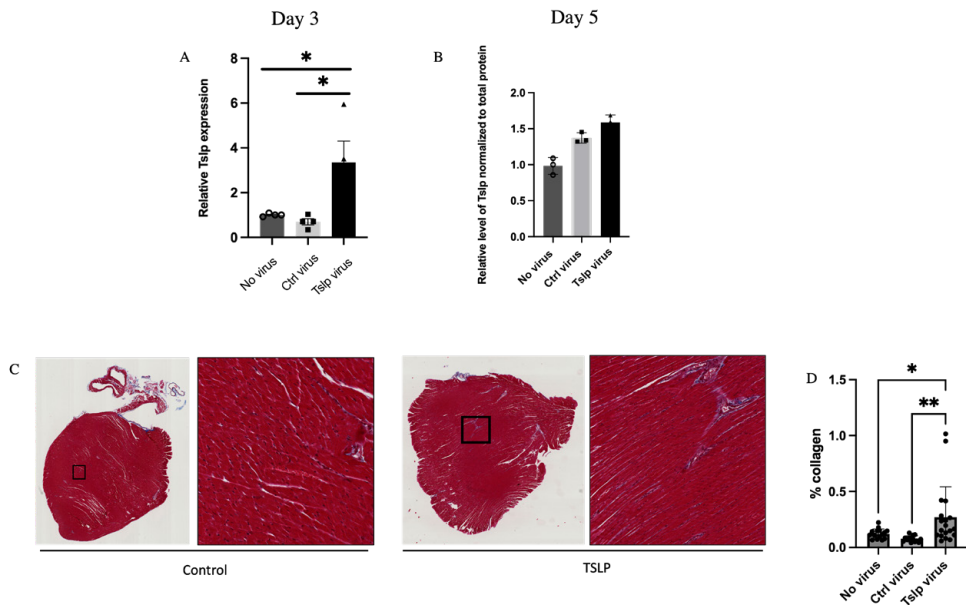 Day 3
Day 5
A
Relative Tslp expression
8
6
4
2
0
*
*
No virus
Ctrl virus
Tslp virus
B
Relative level of Tslp normalized to total protein
2.0
1.5
1.0
0.5
0.0
No virus
Ctrl virus
Tslp virus
C
Control
TSLP
D
% collagen
1.5
1.0
0.5
0.0
*
**
No virus
Ctrl virus
Tslp virus